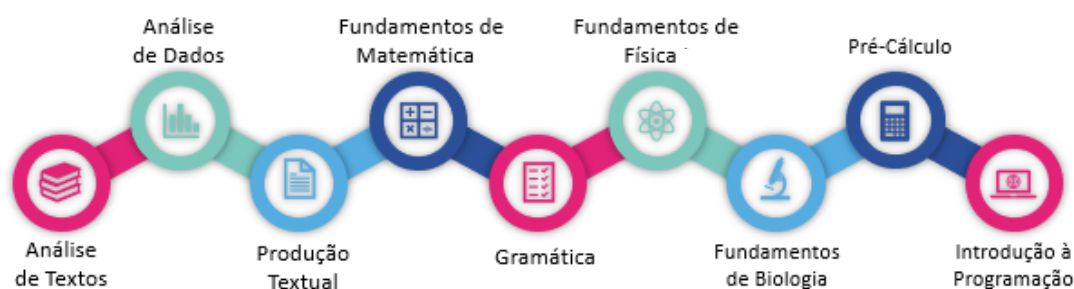 Análise
de Textos
Análise
de Dados
Produção
Textual
Fundamentos de
Matemática
Gramática
Fundamentos de
Física
Fundamentos
de Biologia
Pré-Cálculo
Introdução à
Programação